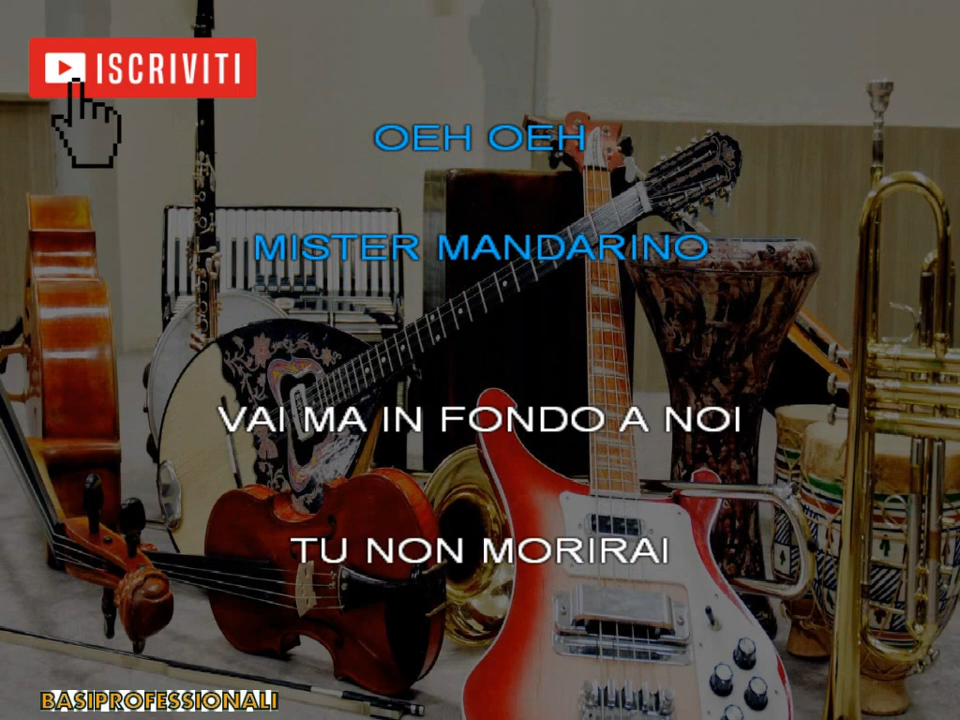 ISCRIVITI
OEH OEH
MISTER MANDARINO
VAI MA IN FONDO A NOI
TU NON MORIRAI
BASIPROFESSIONALI